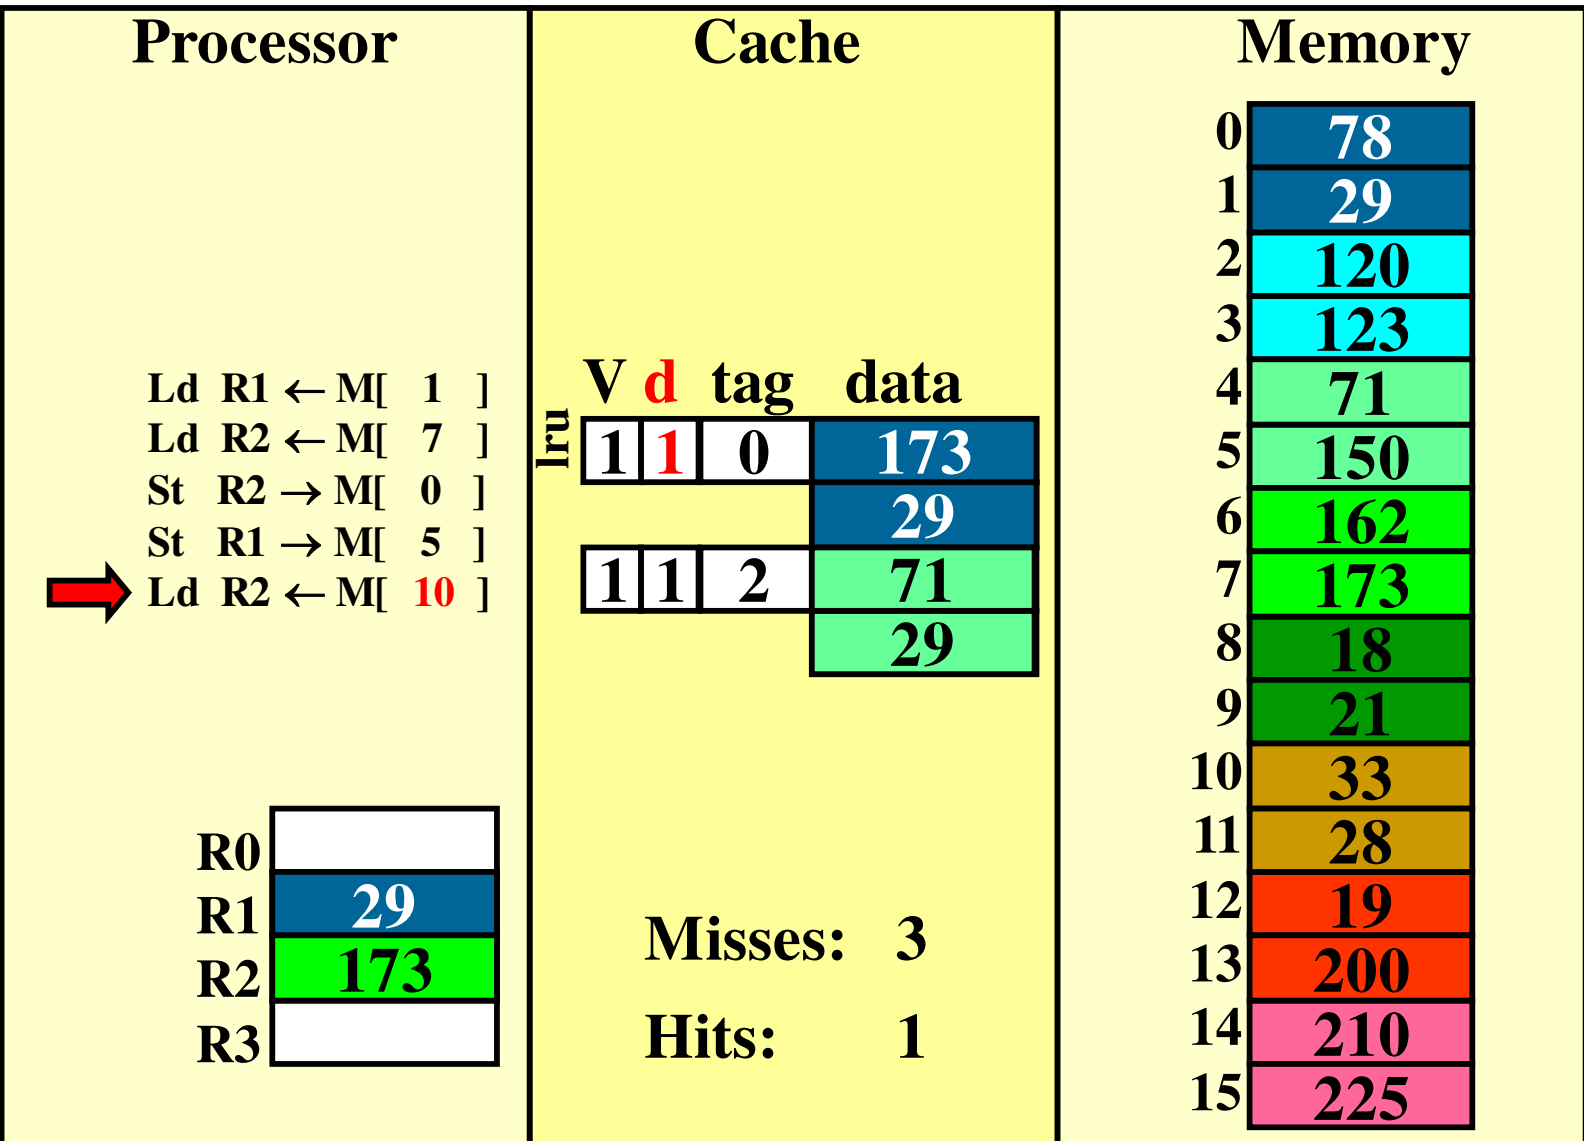 Processor
Ld R1 ← M[ 1 ]
Ld R2 ← M[ 7 ]
St R2 → M[ 0 ]
St R1 → M[ 5 ]
Ld R2 ← M[ 10 ]
R0
R1 29
R2 173
R3
Cache
V d tag data
lru
1 1 0 173
29
1 1 2 71
29
Misses: 3
Hits: 1
Memory
0 78
1 29
2 120
3 123
4 71
5 150
6 162
7 173
8 18
9 21
10 33
11 28
12 19
13 200
14 210
15 225